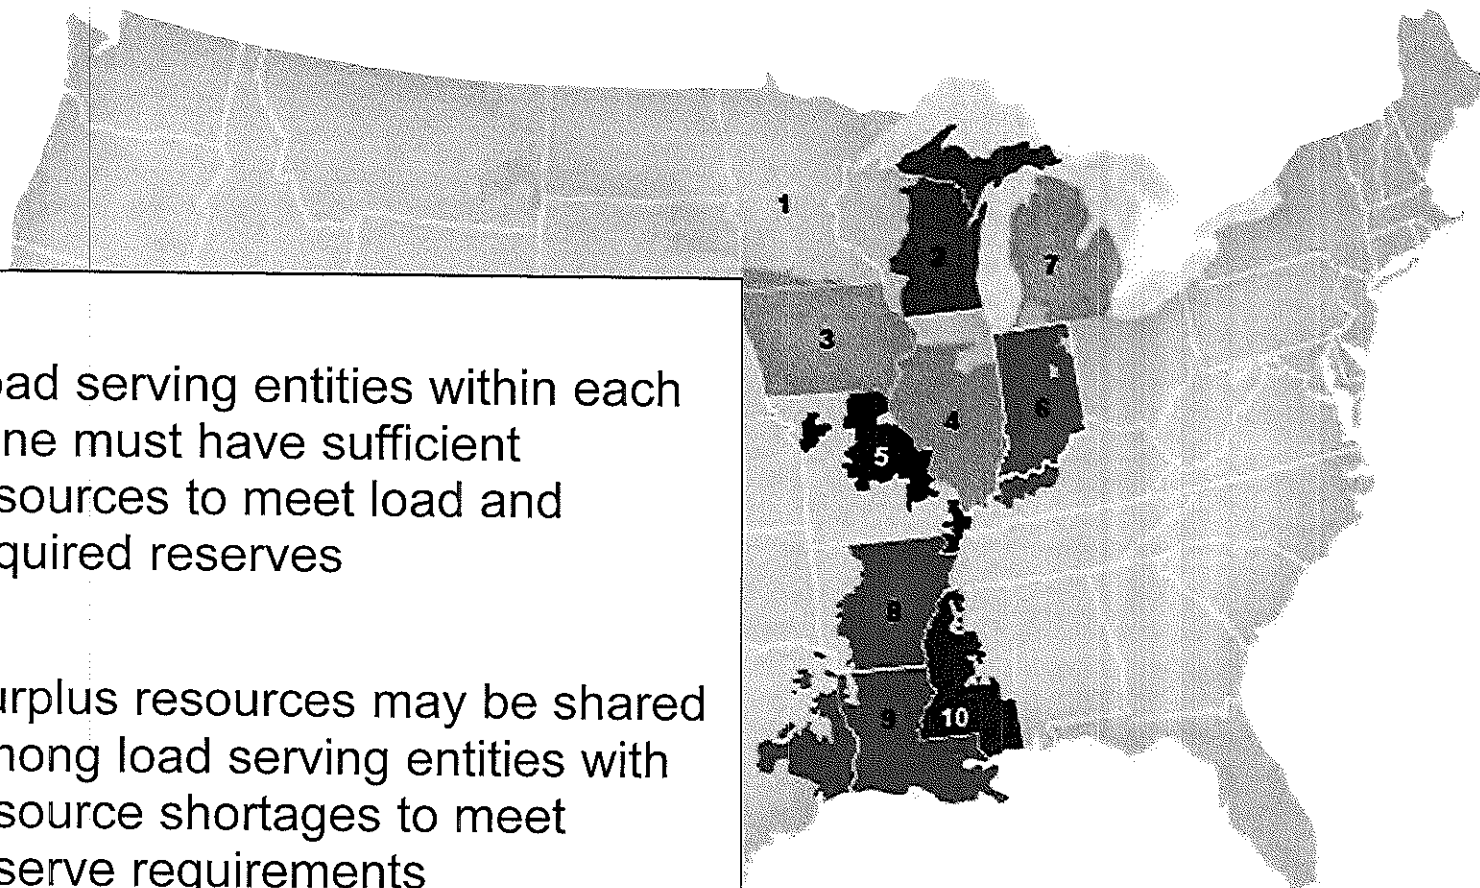 1
2
7
3
4
6
5
8
9
10
oad serving entities within each
ne must have sufficient
sources to meet load and
quired reserves
urplus resources may be shared
nong load serving entities with
source shortages to meet
serve requirements